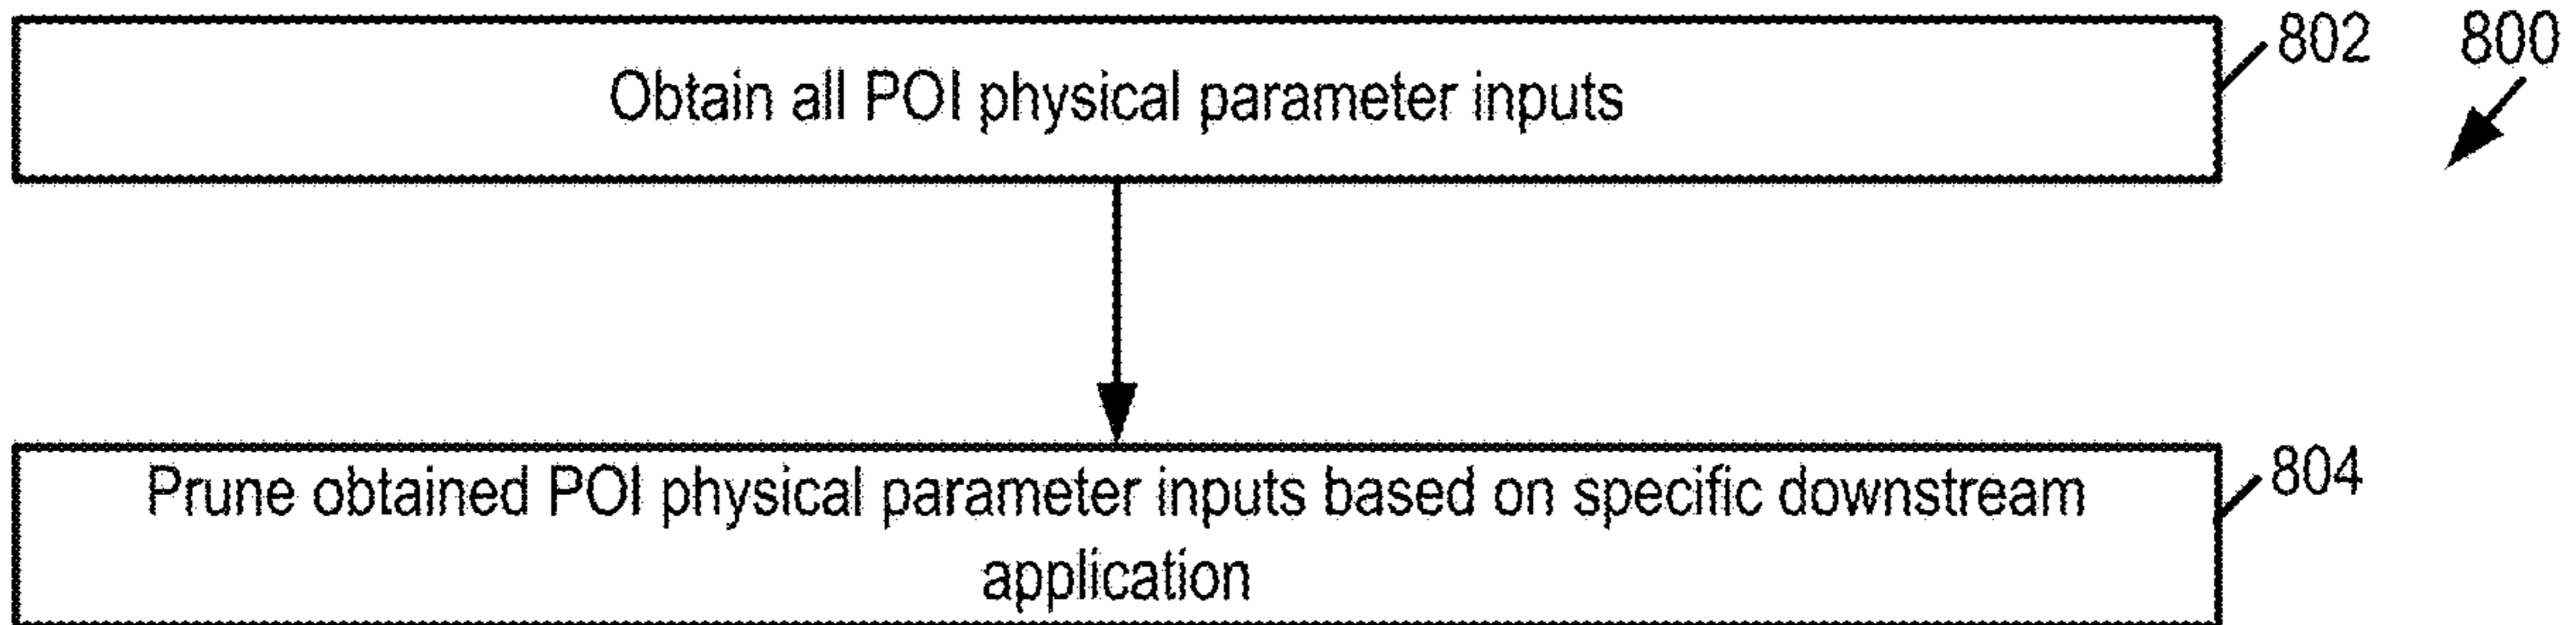 Obtain all POI physical parameter inputs
802
800
Prune obtained POI physical parameter inputs based on specific downstream
application
804